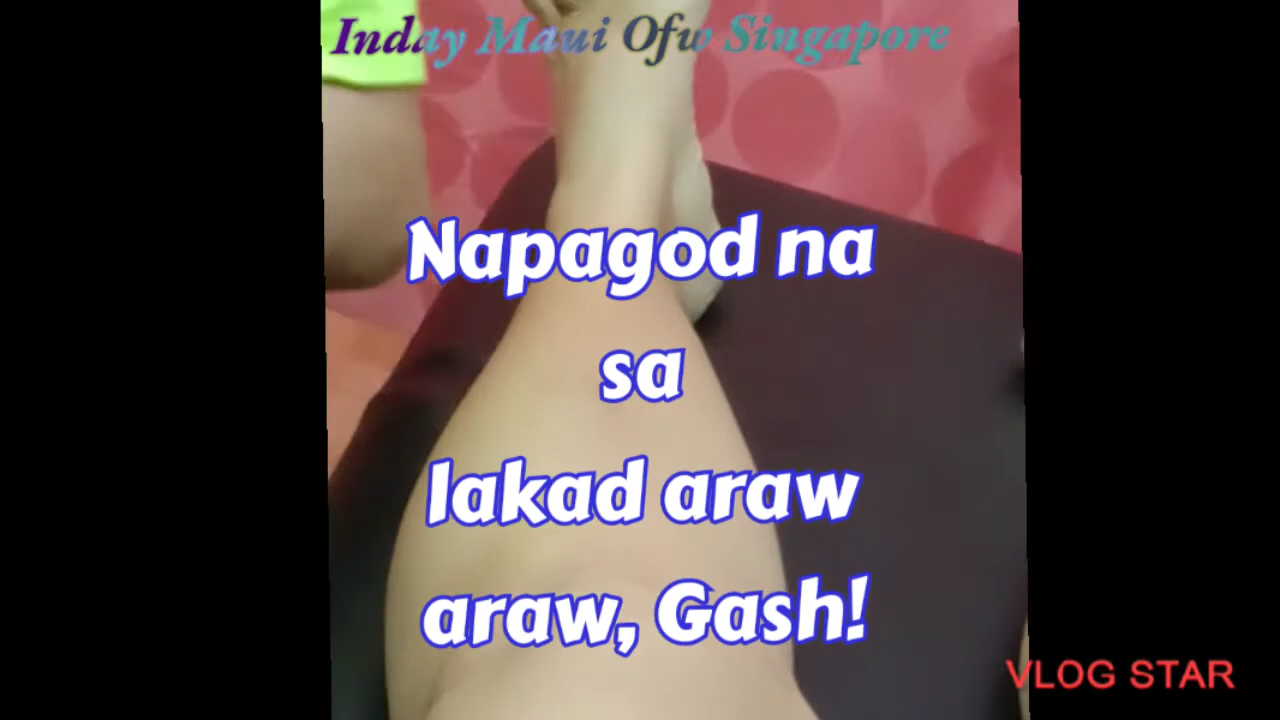 Inday Maui Ofw Singapore
Napagod na
sa
lakad araw
araw, Gash!
VLOG STAR